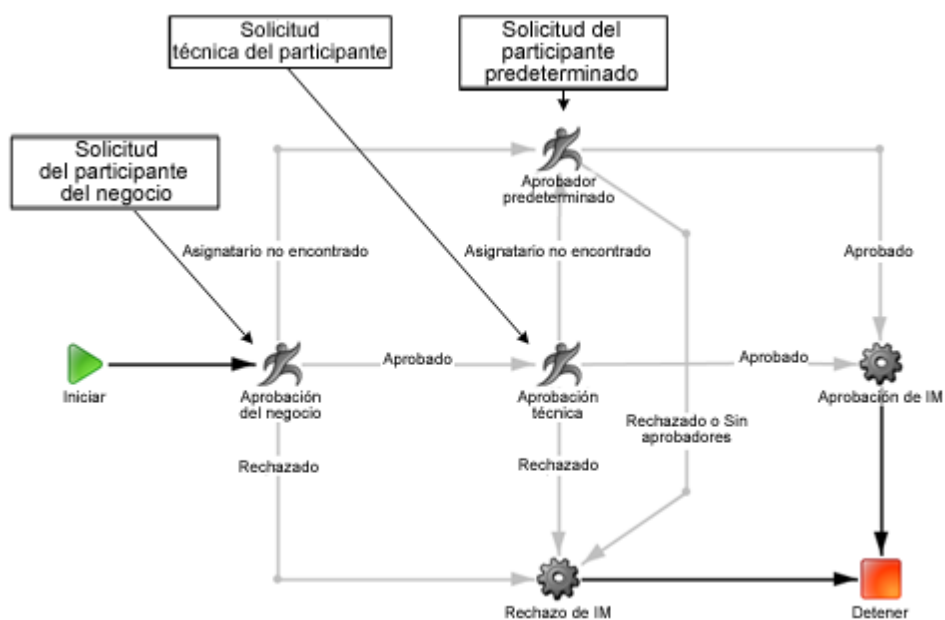 Solicitud
técnica del participante
Solicitud del
participante
predeterminado
Solicitud
del participante
del negocio
Aprobador
predeterminado
Asignatario no encontrado
Asignatario no encontrado
Aprobado
Aprobado
Aprobado
Iniciar
Aprobación
del negocio
Aprobación
técnica
Aprobación de IM
Rechazado o Sin
aprobadores
Rechazado
Rechazado
Rechazo de IM
Detener